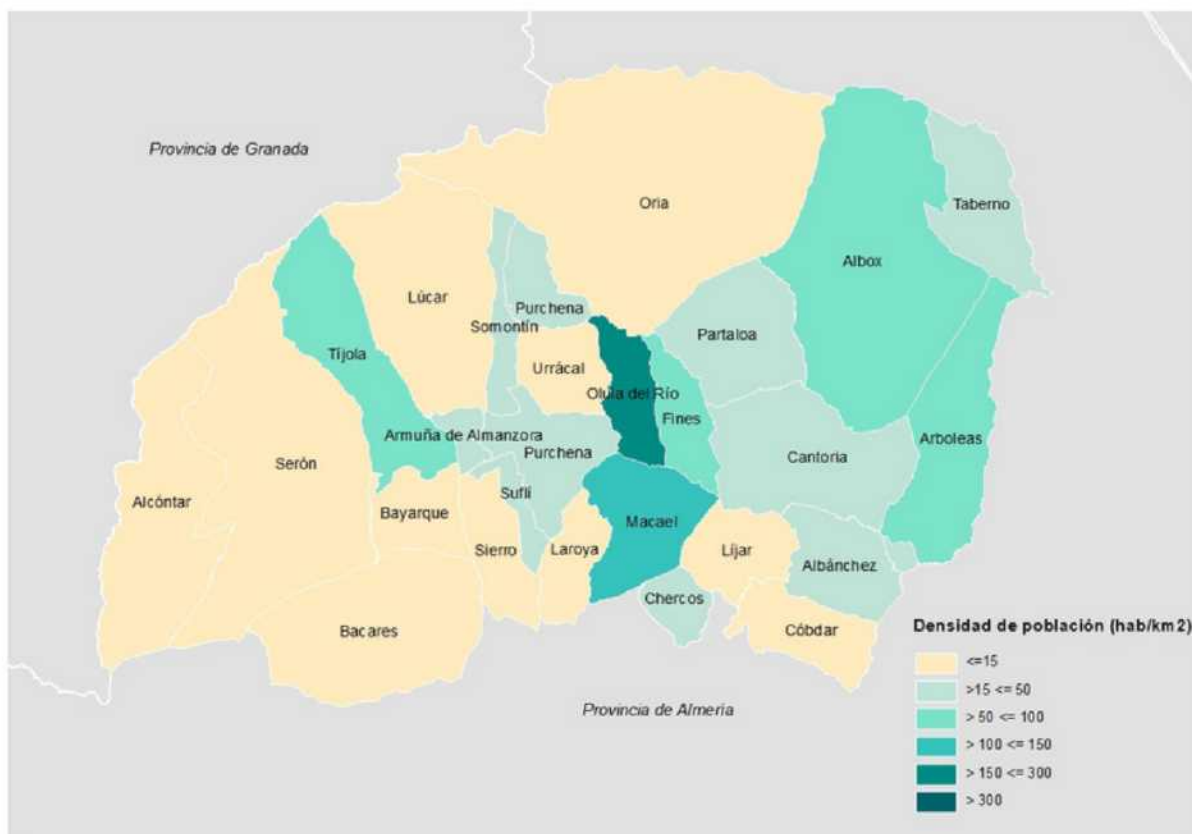 Provincia de Granada
Oria
Taberno
Albox
Lúcar
Purchena
Somontín
Partaloa
Tíjola
Urrácal
Olula del Río
Fines
Armuña de Almanzora
Arboleas
Purchena
Cantoria
Serón
Suflí
Alcóntar
Bayarque
Macael
Sierro
Laroya
Líjar
Albánchez
Chercos
Bacares
Cóbdar
Provincia de Almería
Densidad de población (hab/km2)
<=15
>15 <= 50
> 50 <= 100
> 100 <= 150
> 150 <= 300
> 300